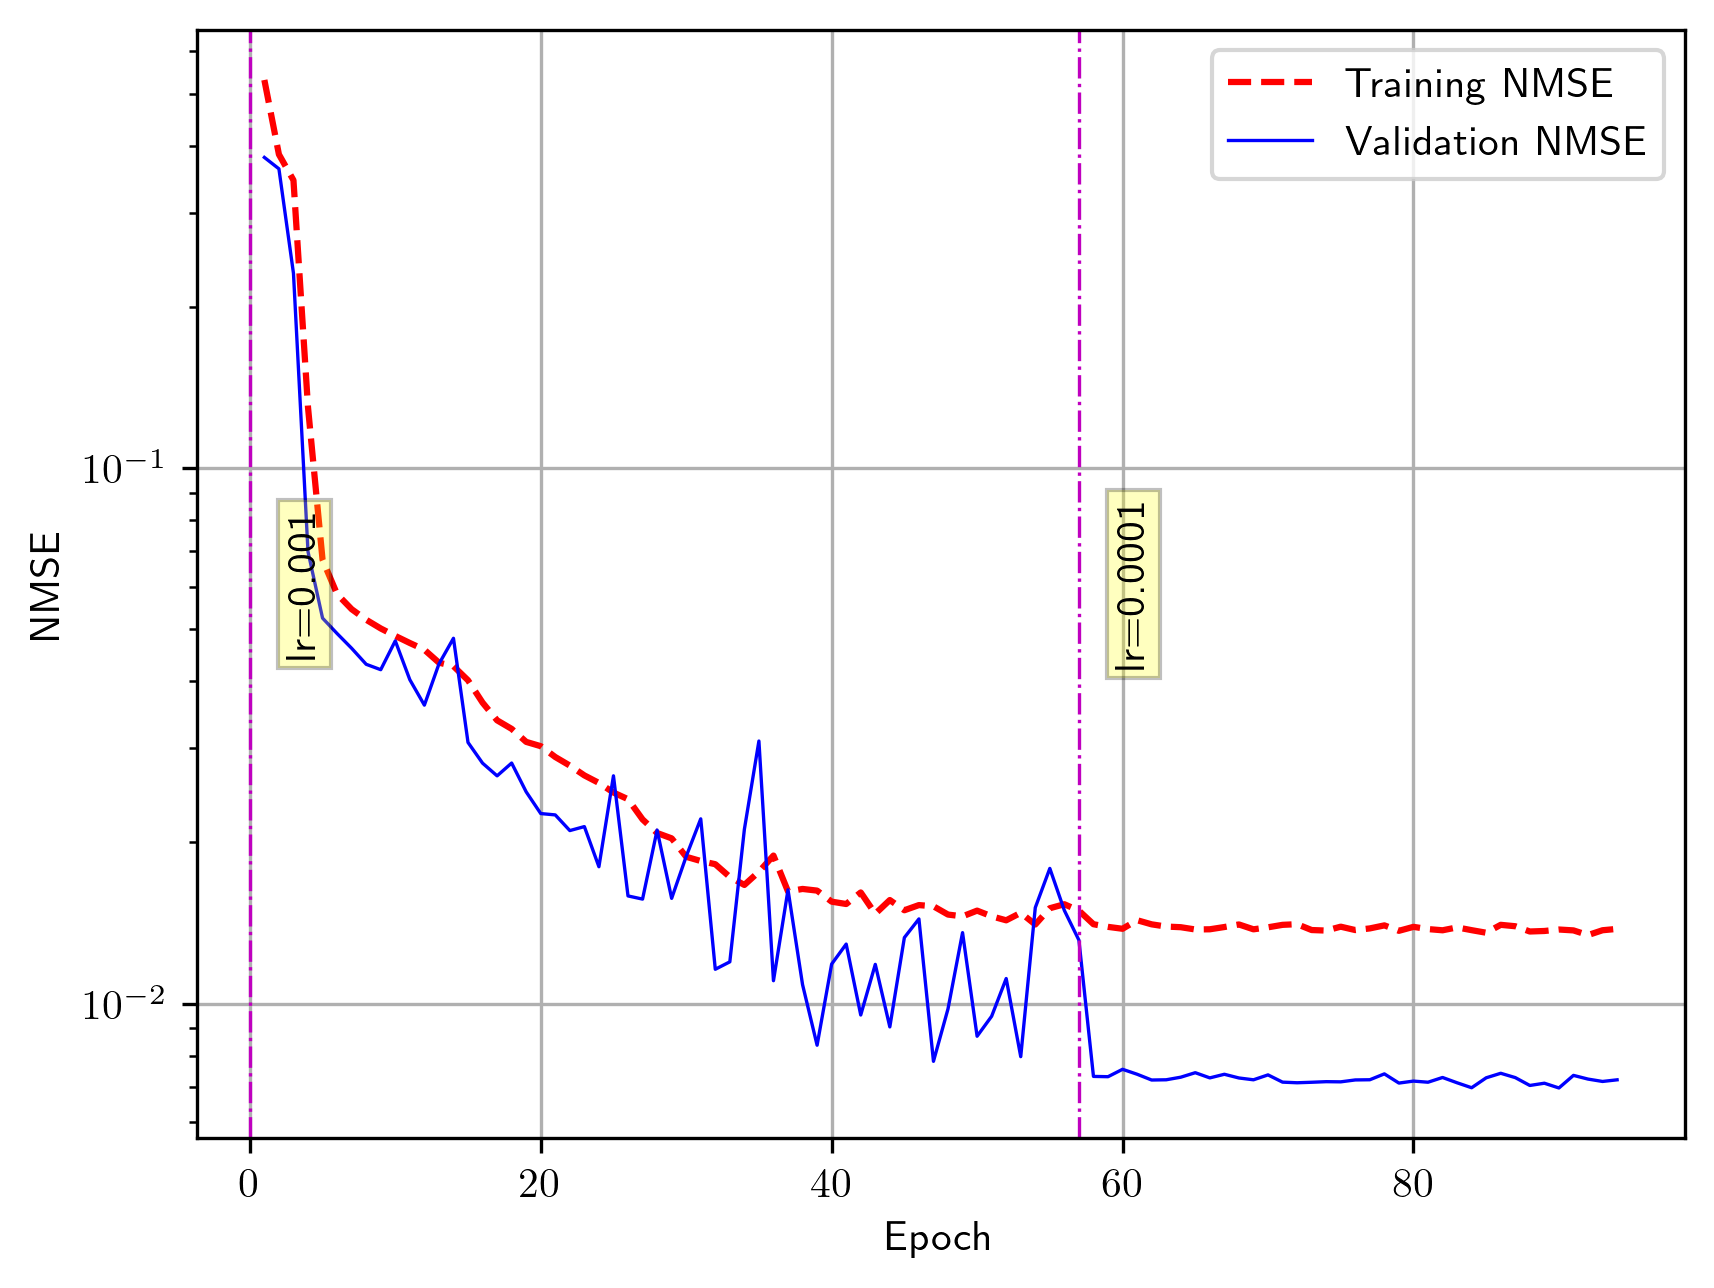 Training NMSE
Validation NMSE
10⁻¹
10⁻²
NMSE
lr=0.001
lr=0.0001
0 20 40 60 80
Epoch